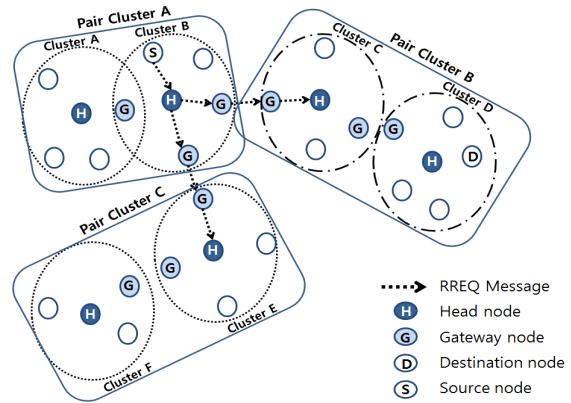 Pair Cluster A
Cluster A
Cluster B
S
H
G
H
G
G
Pair Cluster B
Cluster C
Cluster D
G
H
G
G
H
D
Pair Cluster C
G
H
G
G
H
Cluster E
Cluster F
RREQ Message
H Head node
G Gateway node
D Destination node
S Source node